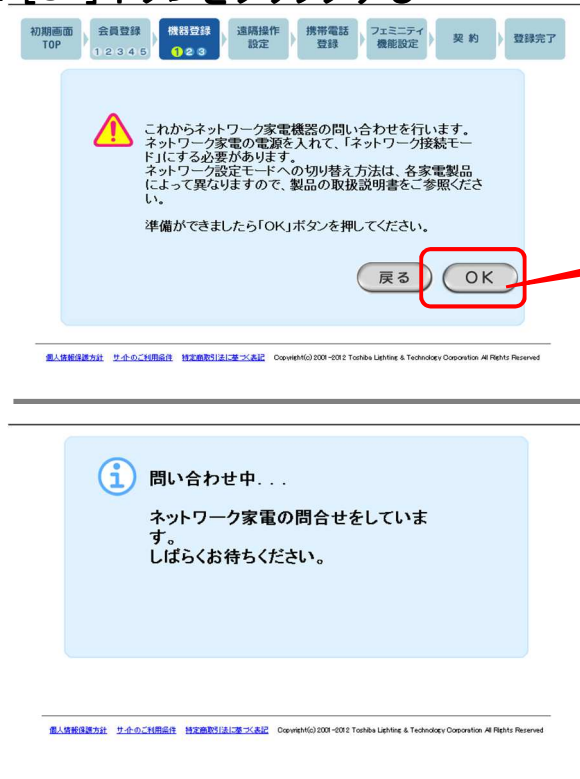 初期画面
TOP
会員登録
1 2 3 4 5
機器登録
1 2 3
遠隔操作
設定
携帯電話
登録
フェミニティ
機能設定
契 約
登録完了
これからネットワーク家電機器の問い合わせを行います。
ネットワーク家電の電源を入れて、「ネットワーク接続モー
ド」にする必要があります。
ネットワーク設定モードへの切り替え方法は、各家電製品
によって異なりますので、製品の取扱説明書をご参照くださ
い。
準備ができましたら「OK」ボタンを押してください。
戻る
OK
個人情報保護方針 サイトのご利用条件 特定商取引法に基づく表記 Copyright(c) 2001-2012 Toshiba Lighting & Technology Corporation All Rights Reserved
問い合わせ中...
ネットワーク家電の問合せをしていま
す。
しばらくお待ちください。
個人情報保護方針 サイトのご利用条件 特定商取引法に基づく表記 Copyright(c) 2001-2012 Toshiba Lighting & Technology Corporation All Rights Reserved